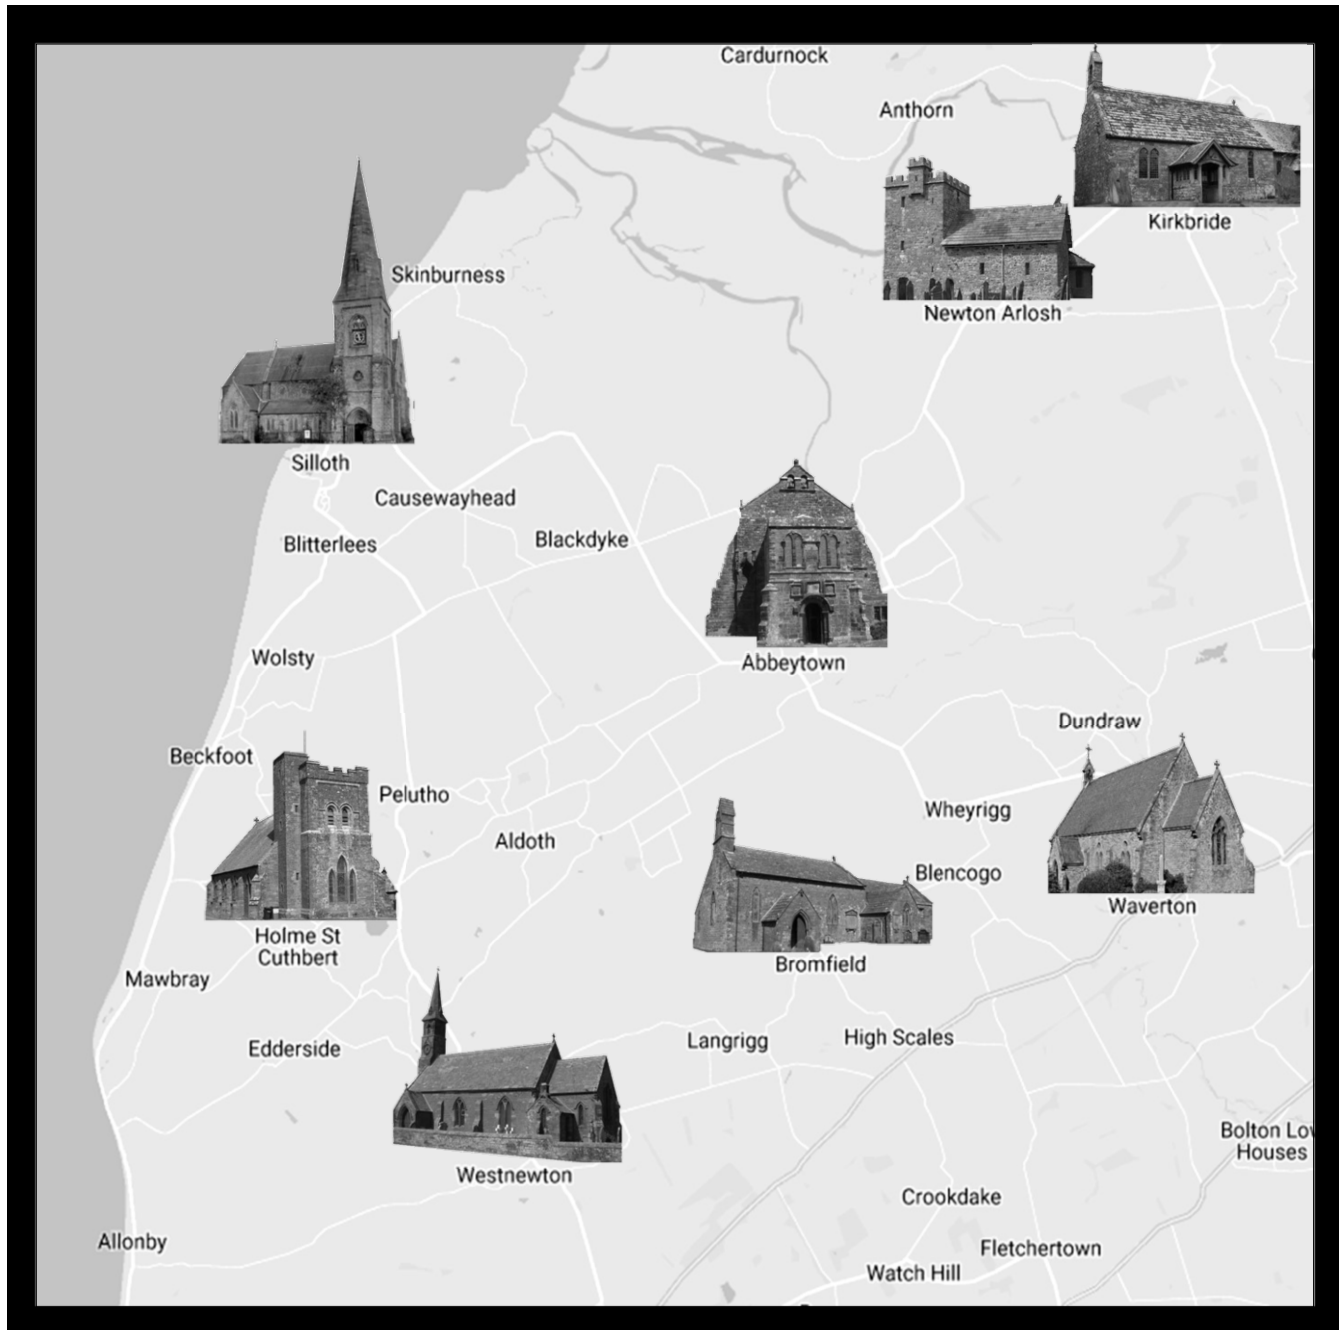 Cardurnock
Anthorn
Kirkbride
Skinburness
Newton Arlosh
Silloth
Causewayhead
Blackdyke
Blitterlees
Wolsty
Abbeytown
Dundraw
Beckfoot
Pelutho
Wheyrigg
Aldoth
Blencogo
Waverton
Holme St
Cuthbert
Bromfield
Mawbray
Edderside
Langrigg
High Scales
Bolton Lov
Houses
Westnewton
Crookdake
Allonby
Fletchertown
Watch Hill